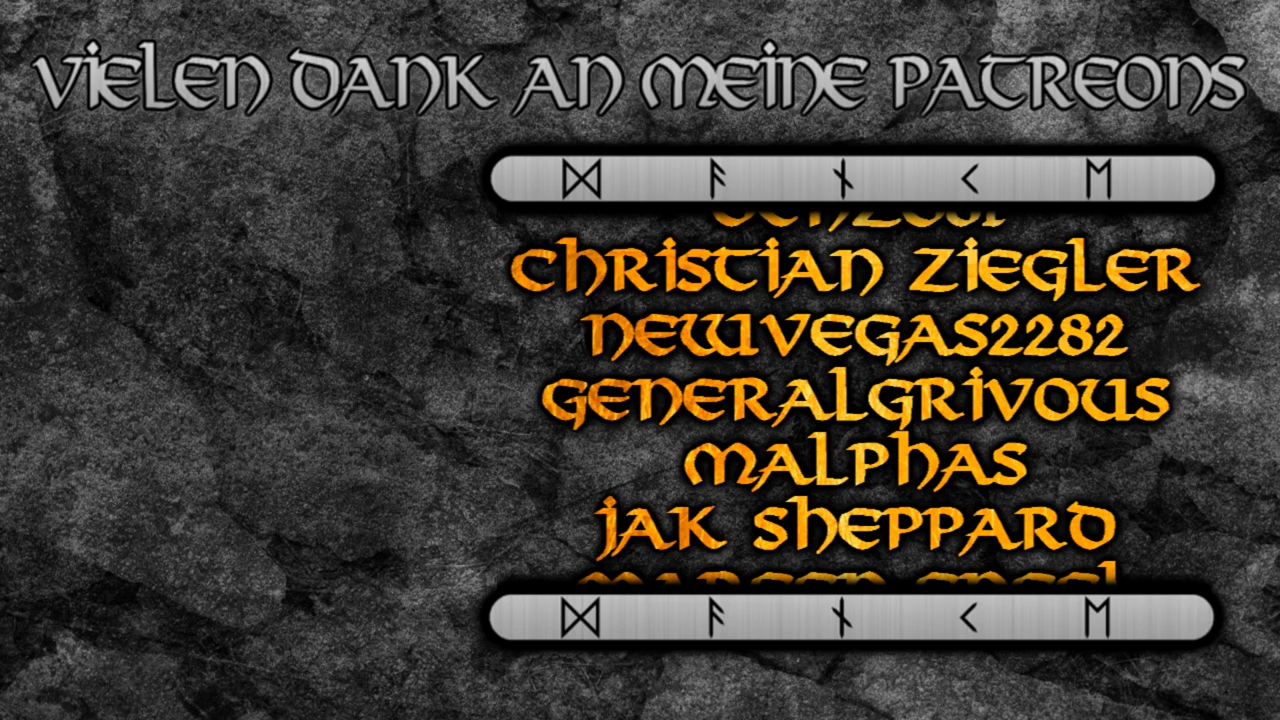 Vielen Dank an meine Patreons
ᛞ ᚨ ᚾ ᚲ ᛖ
Christian Ziegler
Newvegas2282
GeneralGrivous
Malphas
Jak Sheppard
ᛞ ᚨ ᚾ ᚲ ᛖ